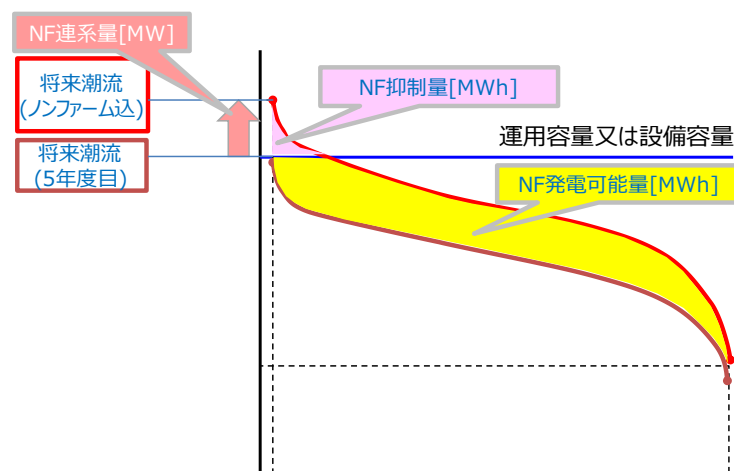 NF連系量[MW]
将来潮流
(ノンファーム込)
NF抑制量[MWh]
運用容量又は設備容量
将来潮流
(5年度目)
NF発電可能量[MWh]